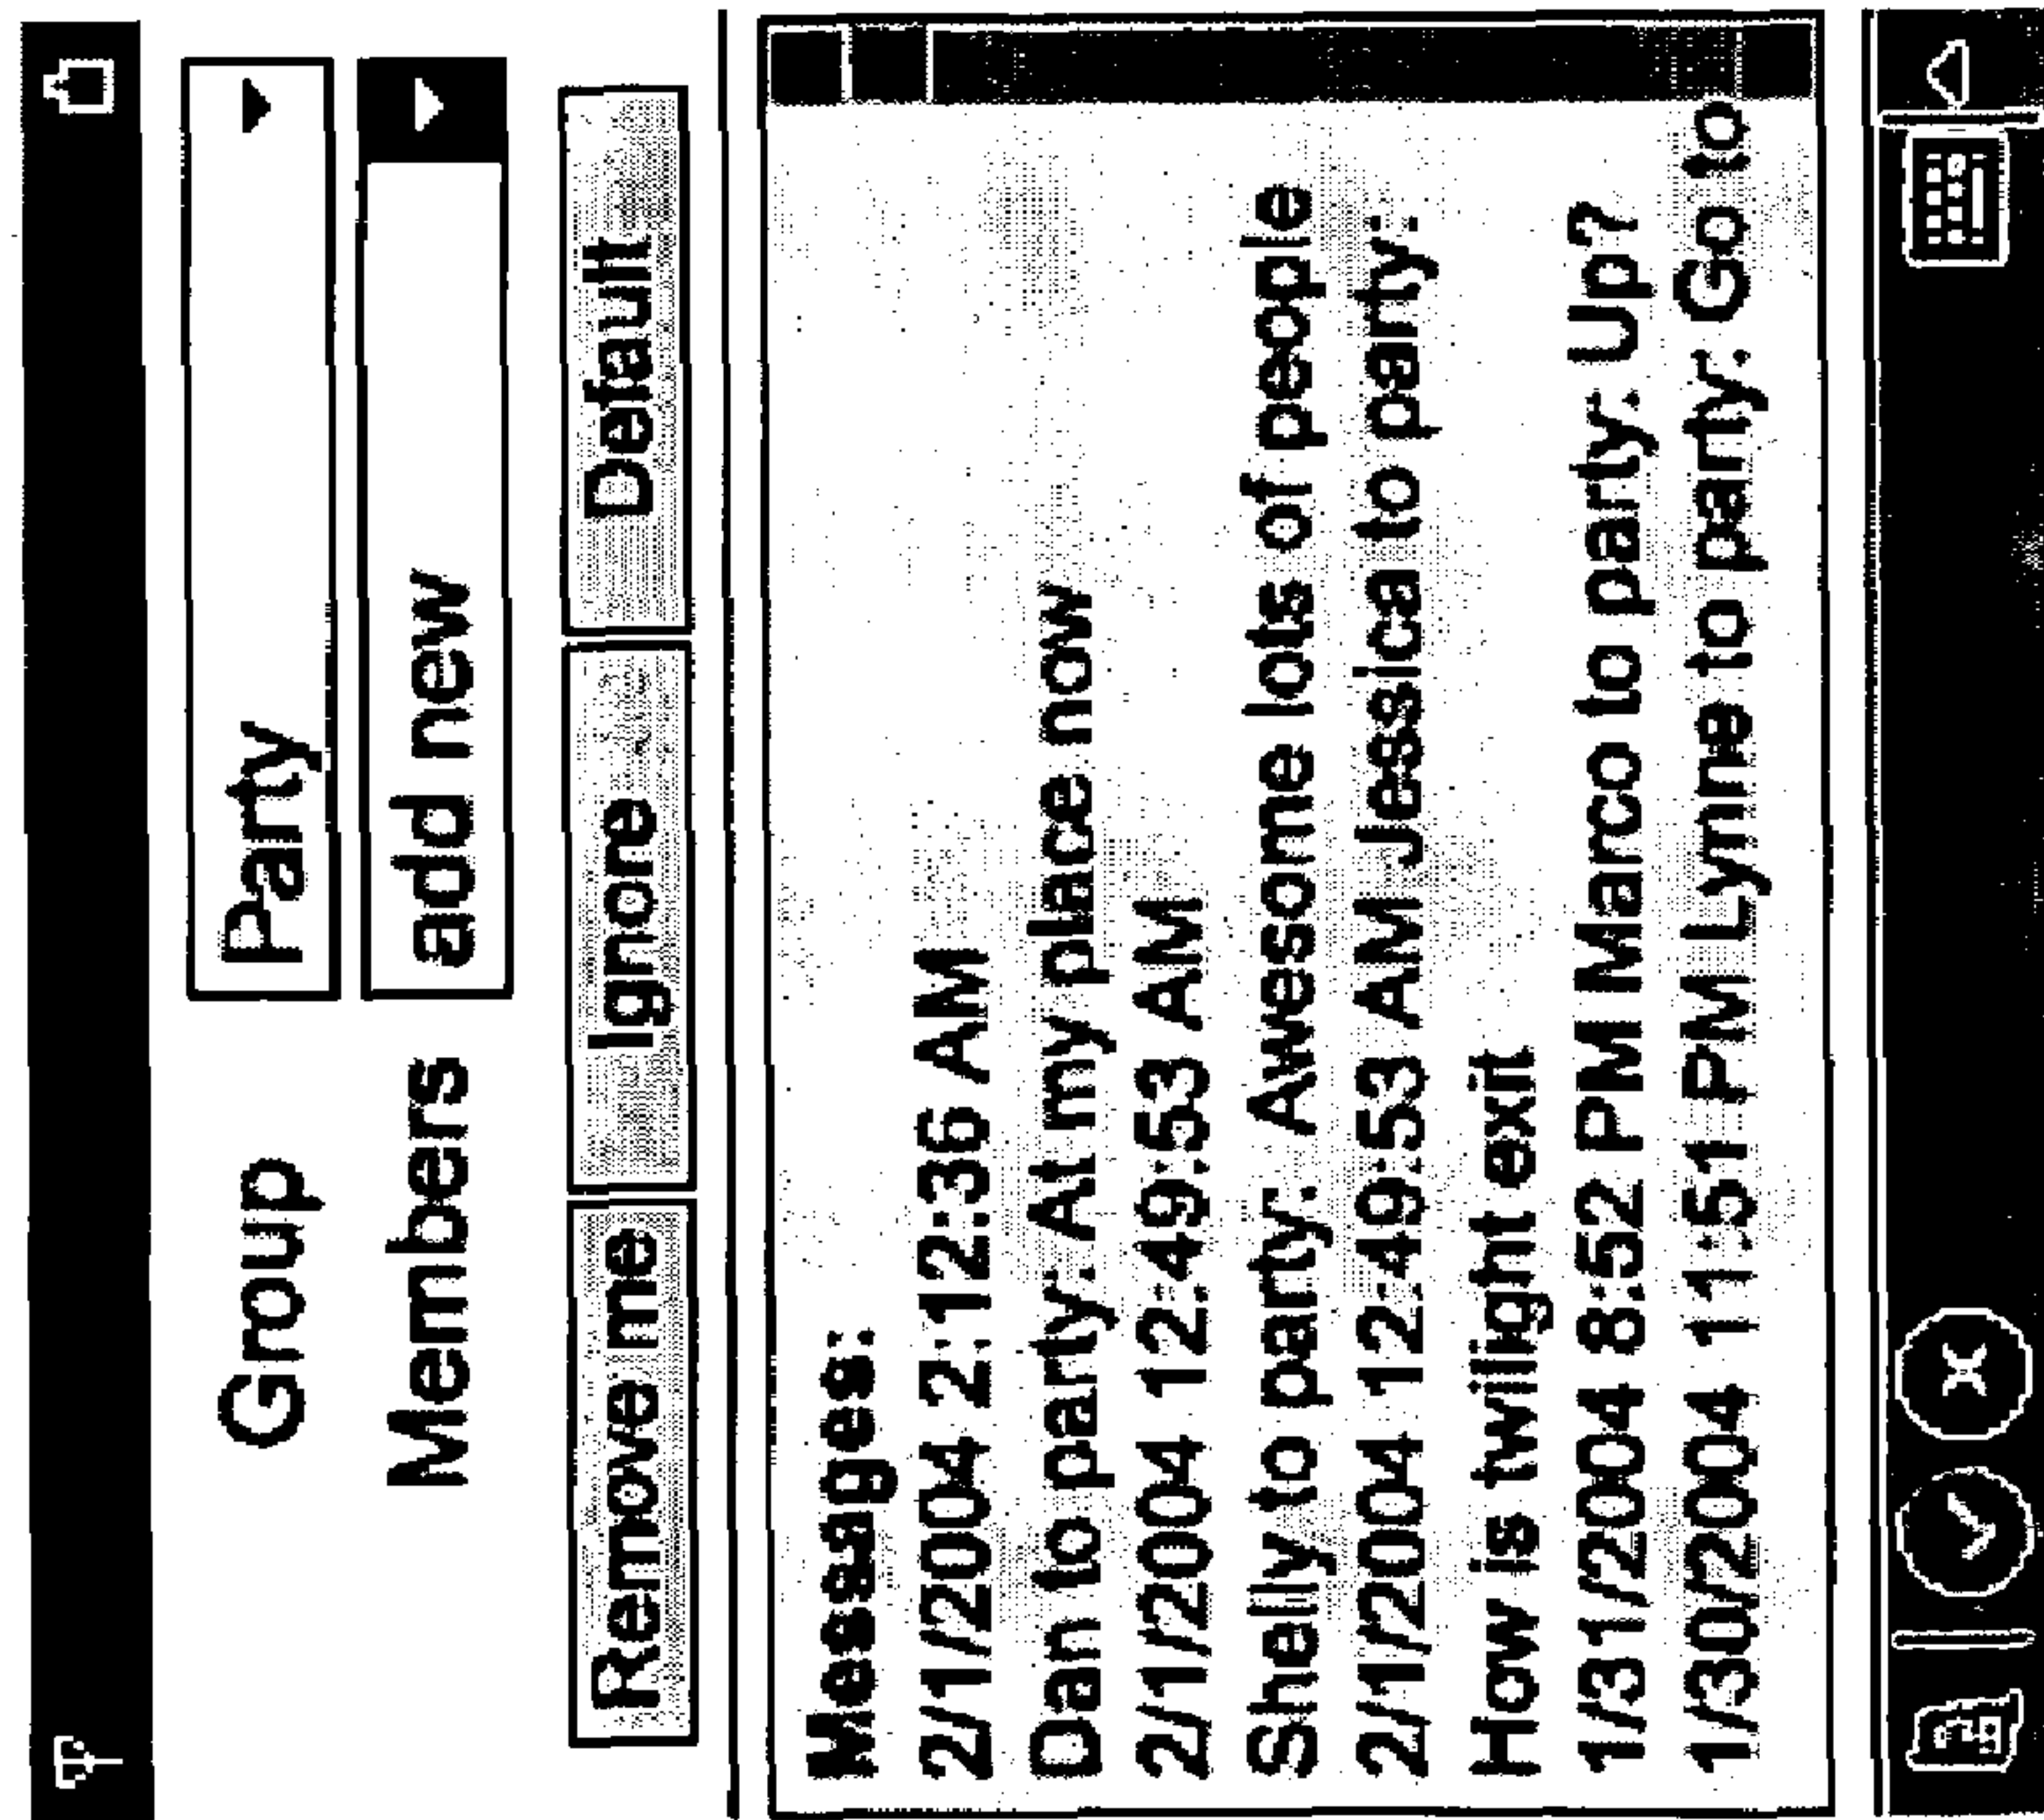 Group Party
Members add new
Remove me Ignore Default
Messages:
2/1/2004 2:12:36 AM
Dan to party: At my place now
2/1/2004 12:49:53 AM
Shelly to party: Awesome lots of people
2/1/2004 12:49:53 AM Jessica to party:
How is twilight exit
1/31/2004 8:52 PM Marco to party: Up?
1/30/2004 11:51 PM Lynne to party: Go to